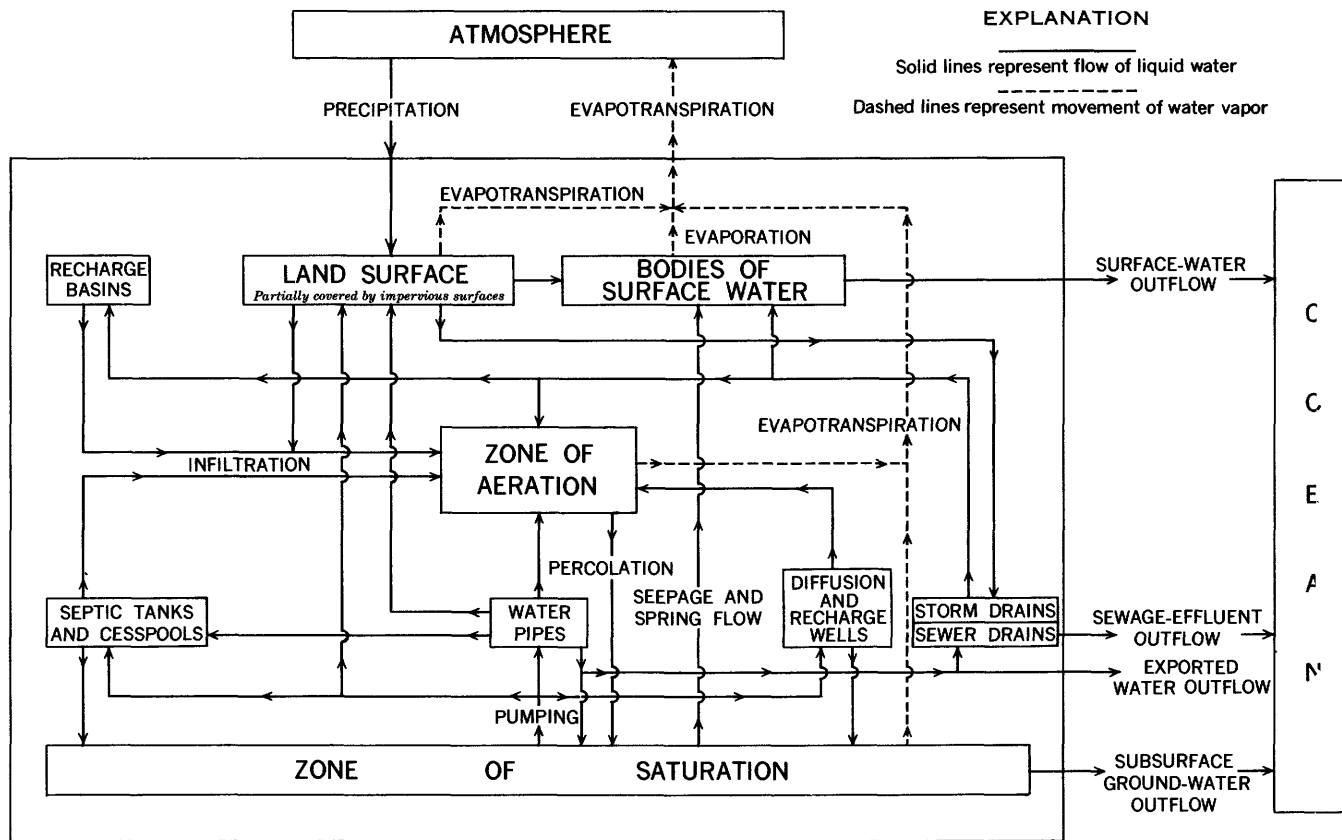 ATMOSPHERE
EXPLANATION
Solid lines represent flow of liquid water
Dashed lines represent movement of water vapor
PRECIPITATION
EVAPOTRANSPIRATION
EVAPOTRANSPIRATION
EVAPORATION
RECHARGE
BASINS
LAND SURFACE
Partially covered by impervious surfaces
BODIES OF
SURFACE WATER
SURFACE-WATER
OUTFLOW
EVAPOTRANSPIRATION
INFILTRATION
ZONE OF
AERATION
PERCOLATION
SEPTIC TANKS
AND CESSPOOLS
WATER
PIPES
SEEPAGE AND
SPRING FLOW
DIFFUSION
AND
RECHARGE
WELLS
STORM DRAINS
SEWER DRAINS
SEWAGE-EFFLUENT
OUTFLOW
EXPORTED
WATER OUTFLOW
PUMPING
ZONE OF SATURATION
SUBSURFACE
GROUND-WATER
OUTFLOW